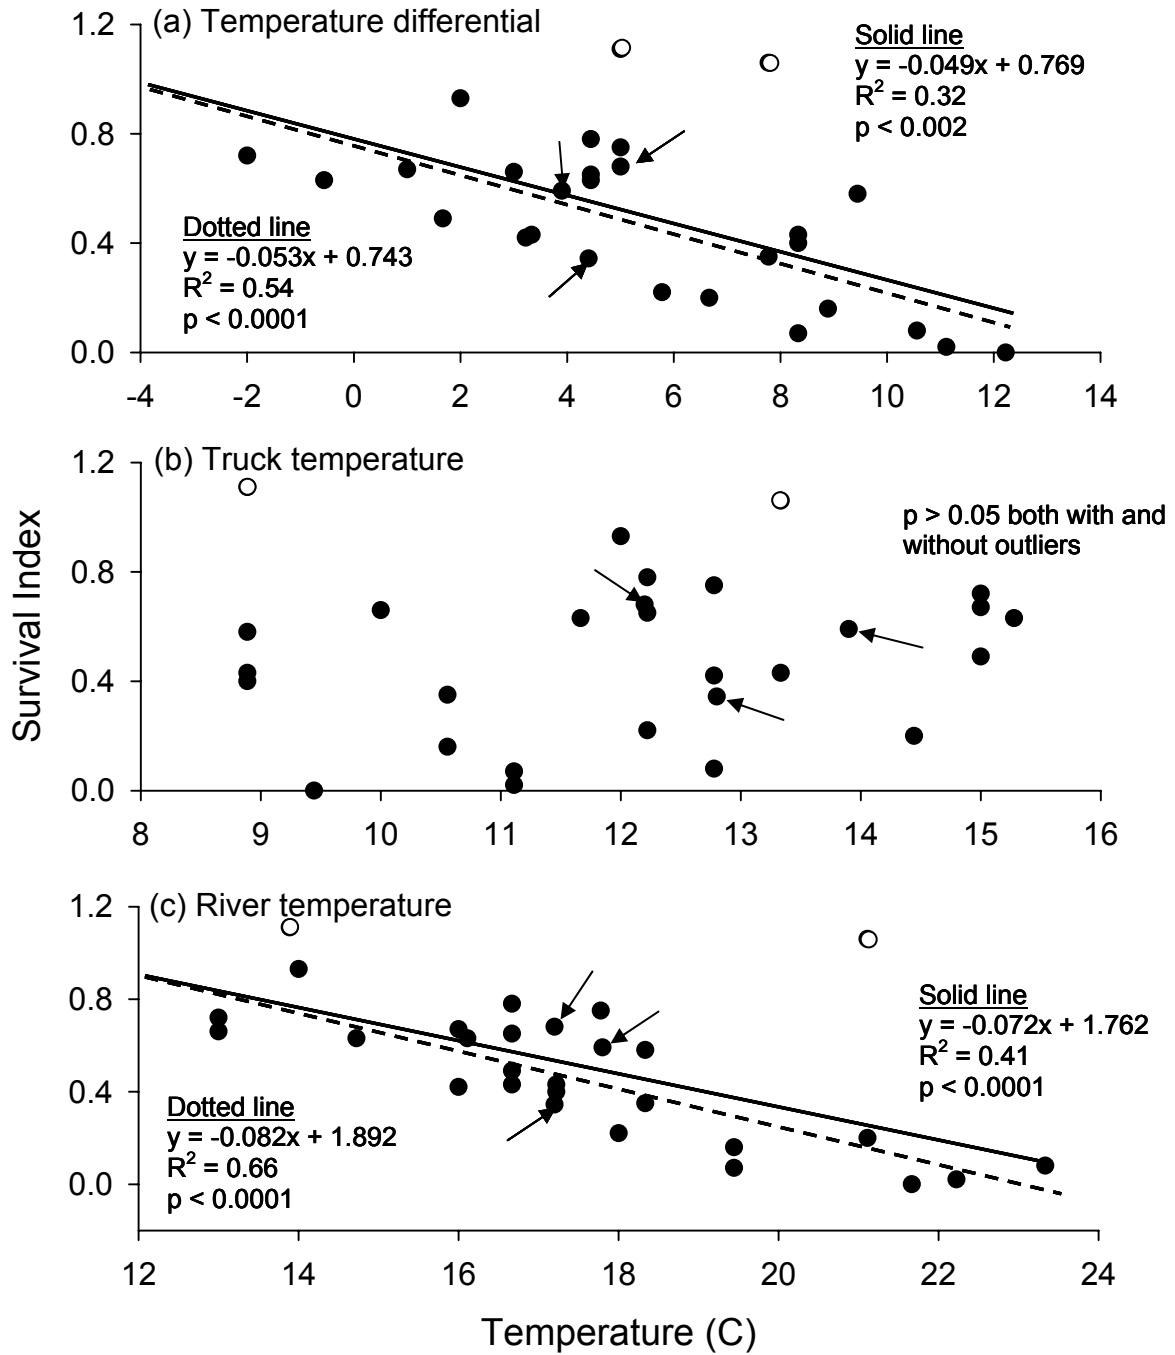 (a) Temperature differential
Solid line
y = -0.049x + 0.769
R² = 0.32
p < 0.002
Dotted line
y = -0.053x + 0.743
R² = 0.54
p < 0.0001
1.2
0.8
0.4
0.0
-4 -2 0 2 4 6 8 10 12 14
(b) Truck temperature
p > 0.05 both with and
without outliers
1.2
0.8
0.4
0.0
8 9 10 11 12 13 14 15 16
Survival Index
(c) River temperature
Solid line
y = -0.072x + 1.762
R² = 0.41
p < 0.0001
Dotted line
y = -0.082x + 1.892
R² = 0.66
p < 0.0001
1.2
0.8
0.4
0.0
12 14 16 18 20 22 24
Temperature (C)